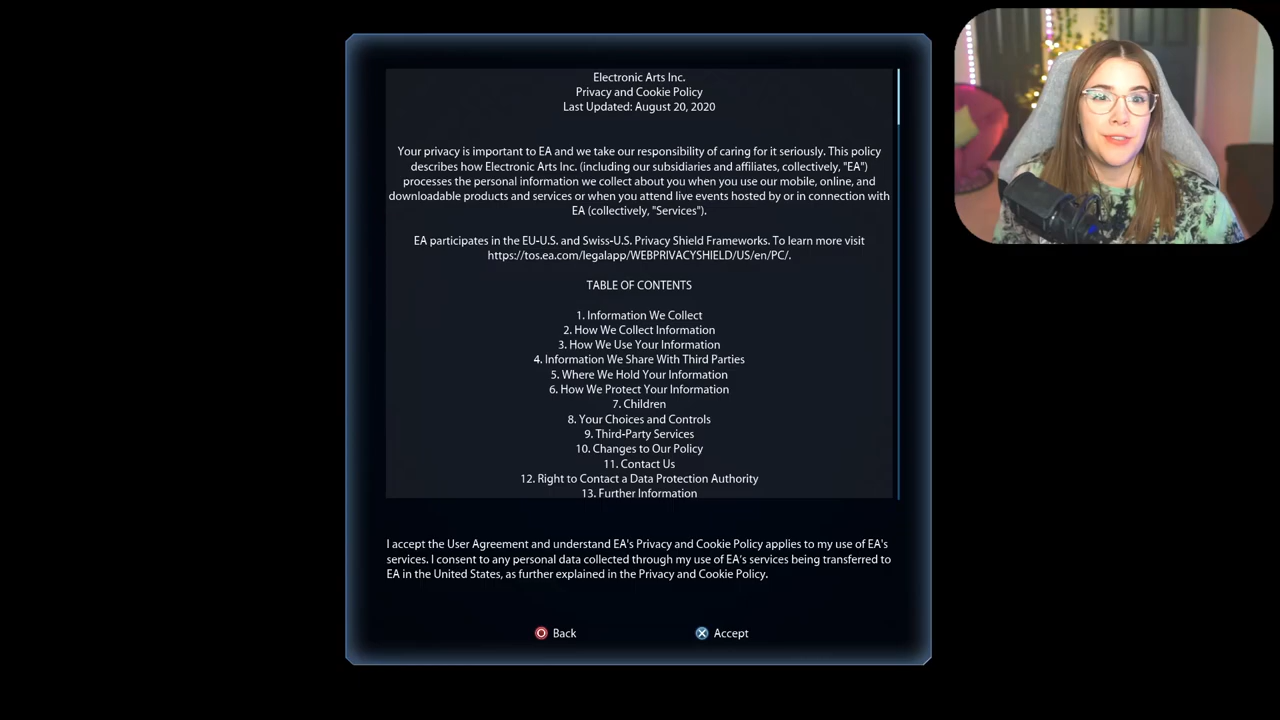 Electronic Arts Inc.
Privacy and Cookie Policy
Last Updated: August 20, 2020
Your privacy is important to EA and we take our responsibility of caring for it seriously. This policy
describes how Electronic Arts Inc. (including our subsidiaries and affiliates, collectively, "EA")
processes the personal information we collect about you when you use our mobile, online, and
downloadable products and services or when you attend live events hosted by or in connection with
EA (collectively, "Services").
EA participates in the EU-U.S. and Swiss-U.S. Privacy Shield Frameworks. To learn more visit
https://tos.ea.com/legalapp/WEBPRIVACYSHIELD/US/en/PC/.
TABLE OF CONTENTS
1. Information We Collect
2. How We Collect Information
3. How We Use Your Information
4. Information We Share With Third Parties
5. Where We Hold Your Information
6. How We Protect Your Information
7. Children
8. Your Choices and Controls
9. Third-Party Services
10. Changes to Our Policy
11. Contact Us
12. Right to Contact a Data Protection Authority
13. Further Information
I accept the User Agreement and understand EA's Privacy and Cookie Policy applies to my use of EA's
services. I consent to any personal data collected through my use of EA's services being transferred to
EA in the United States, as further explained in the Privacy and Cookie Policy.
Back
Accept